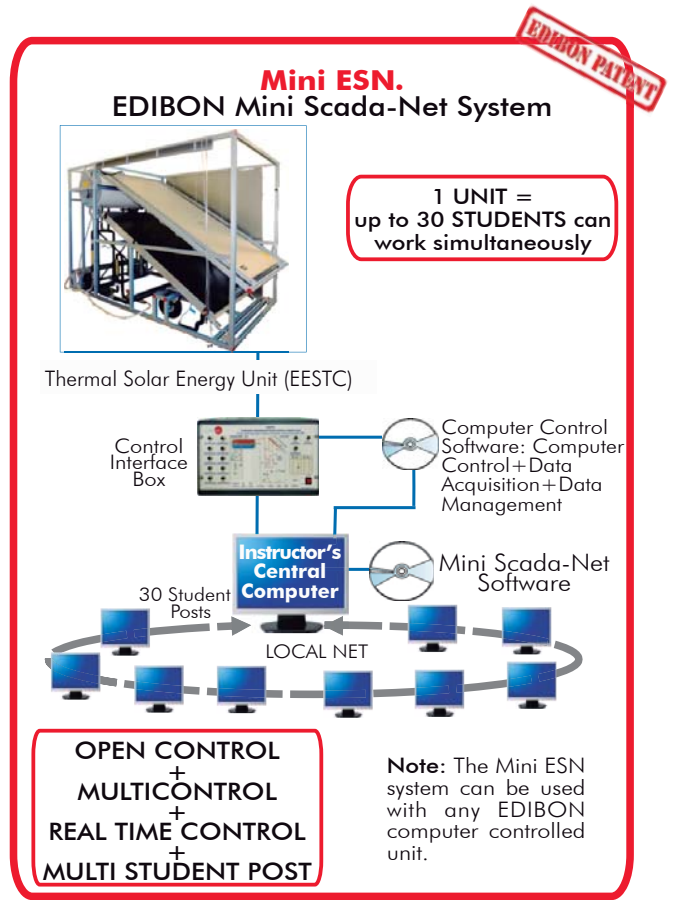 EDIBON PATENT
Mini ESN.
EDIBON Mini Scada-Net System
1 UNIT =
up to 30 STUDENTS can
work simultaneously
Thermal Solar Energy Unit (EESTC)
Control
Interface
Box
Computer Control
Software: Computer
Control+Data
Acquisition+Data
Management
Instructor's
Central
Computer
Mini Scada-Net
Software
30 Student
Posts
LOCAL NET
OPEN CONTROL
+
MULTICONTROL
+
REAL TIME CONTROL
+
MULTI STUDENT POST
Note: The Mini ESN
system can be used
with any EDIBON
computer controlled
unit.